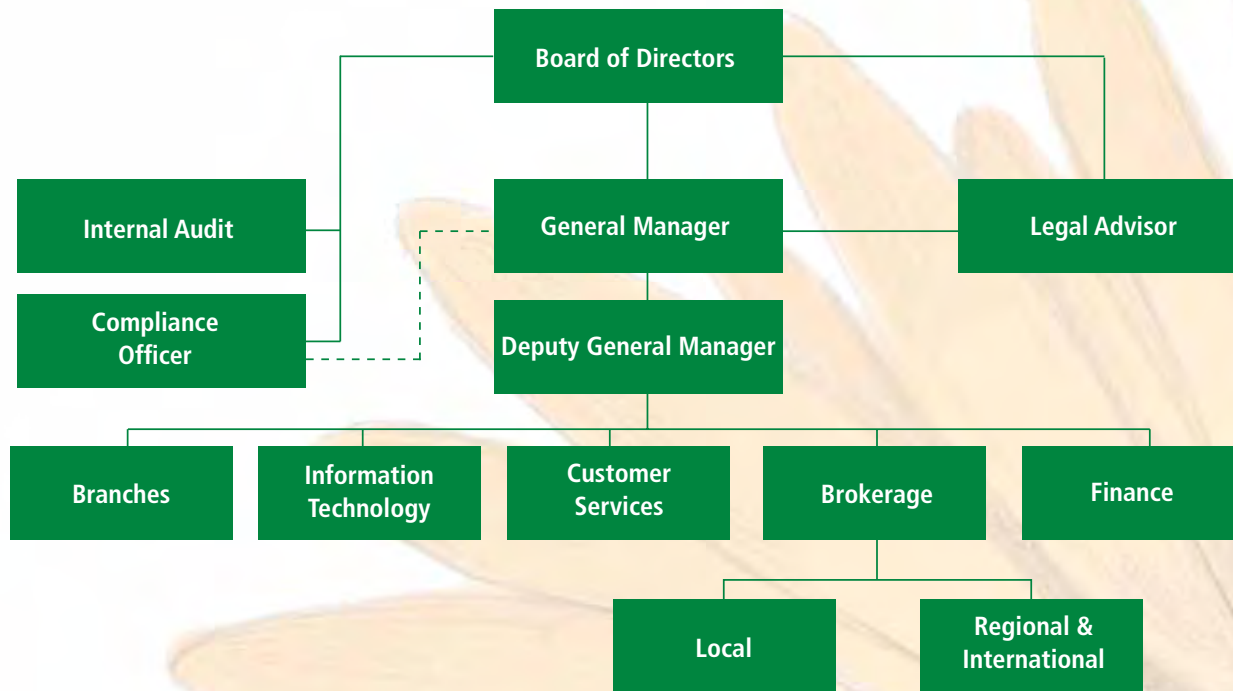 Board of Directors
Internal Audit
General Manager
Legal Advisor
Compliance
Officer
Deputy General Manager
Branches
Information
Technology
Customer
Services
Brokerage
Finance
Local
Regional &
International